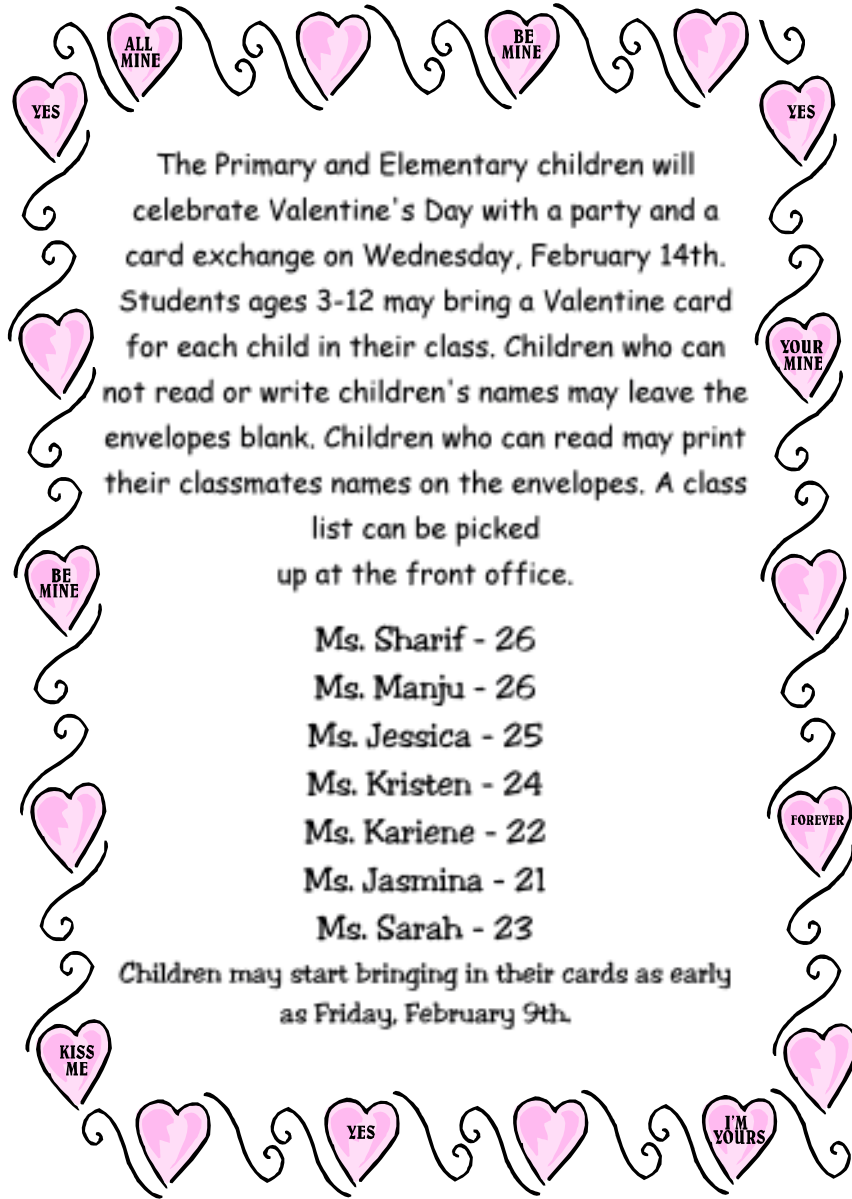 ALL
MINE
BE
MINE
YES
YES
The Primary and Elementary children will
celebrate Valentine's Day with a party and a
card exchange on Wednesday, February 14th.
Students ages 3-12 may bring a Valentine card
for each child in their class. Children who can
not read or write children's names may leave the
envelopes blank. Children who can read may print
their classmates names on the envelopes. A class
list can be picked
up at the front office.
YOUR
MINE
BE
MINE
Ms. Sharif - 26
Ms. Manju - 26
Ms. Jessica - 25
Ms. Kristen - 24
Ms. Kariene - 22
Ms. Jasmina - 21
Ms. Sarah - 23
FOREVER
Children may start bringing in their cards as early
as Friday, February 9th.
KISS
ME
YES
I'M
YOURS